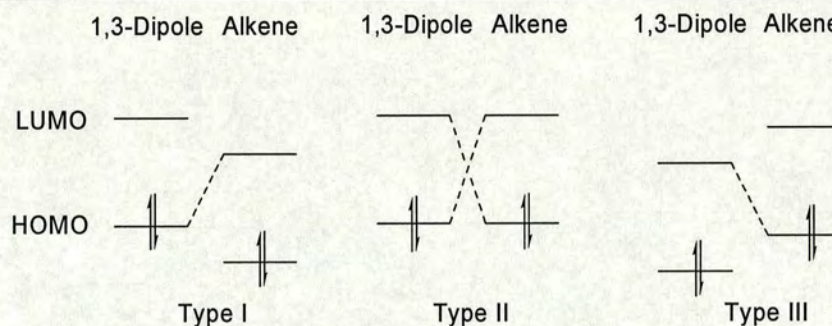 1,3-Dipole Alkene 1,3-Dipole Alkene 1,3-Dipole Alkene
LUMO
HOMO
Type I Type II Type III